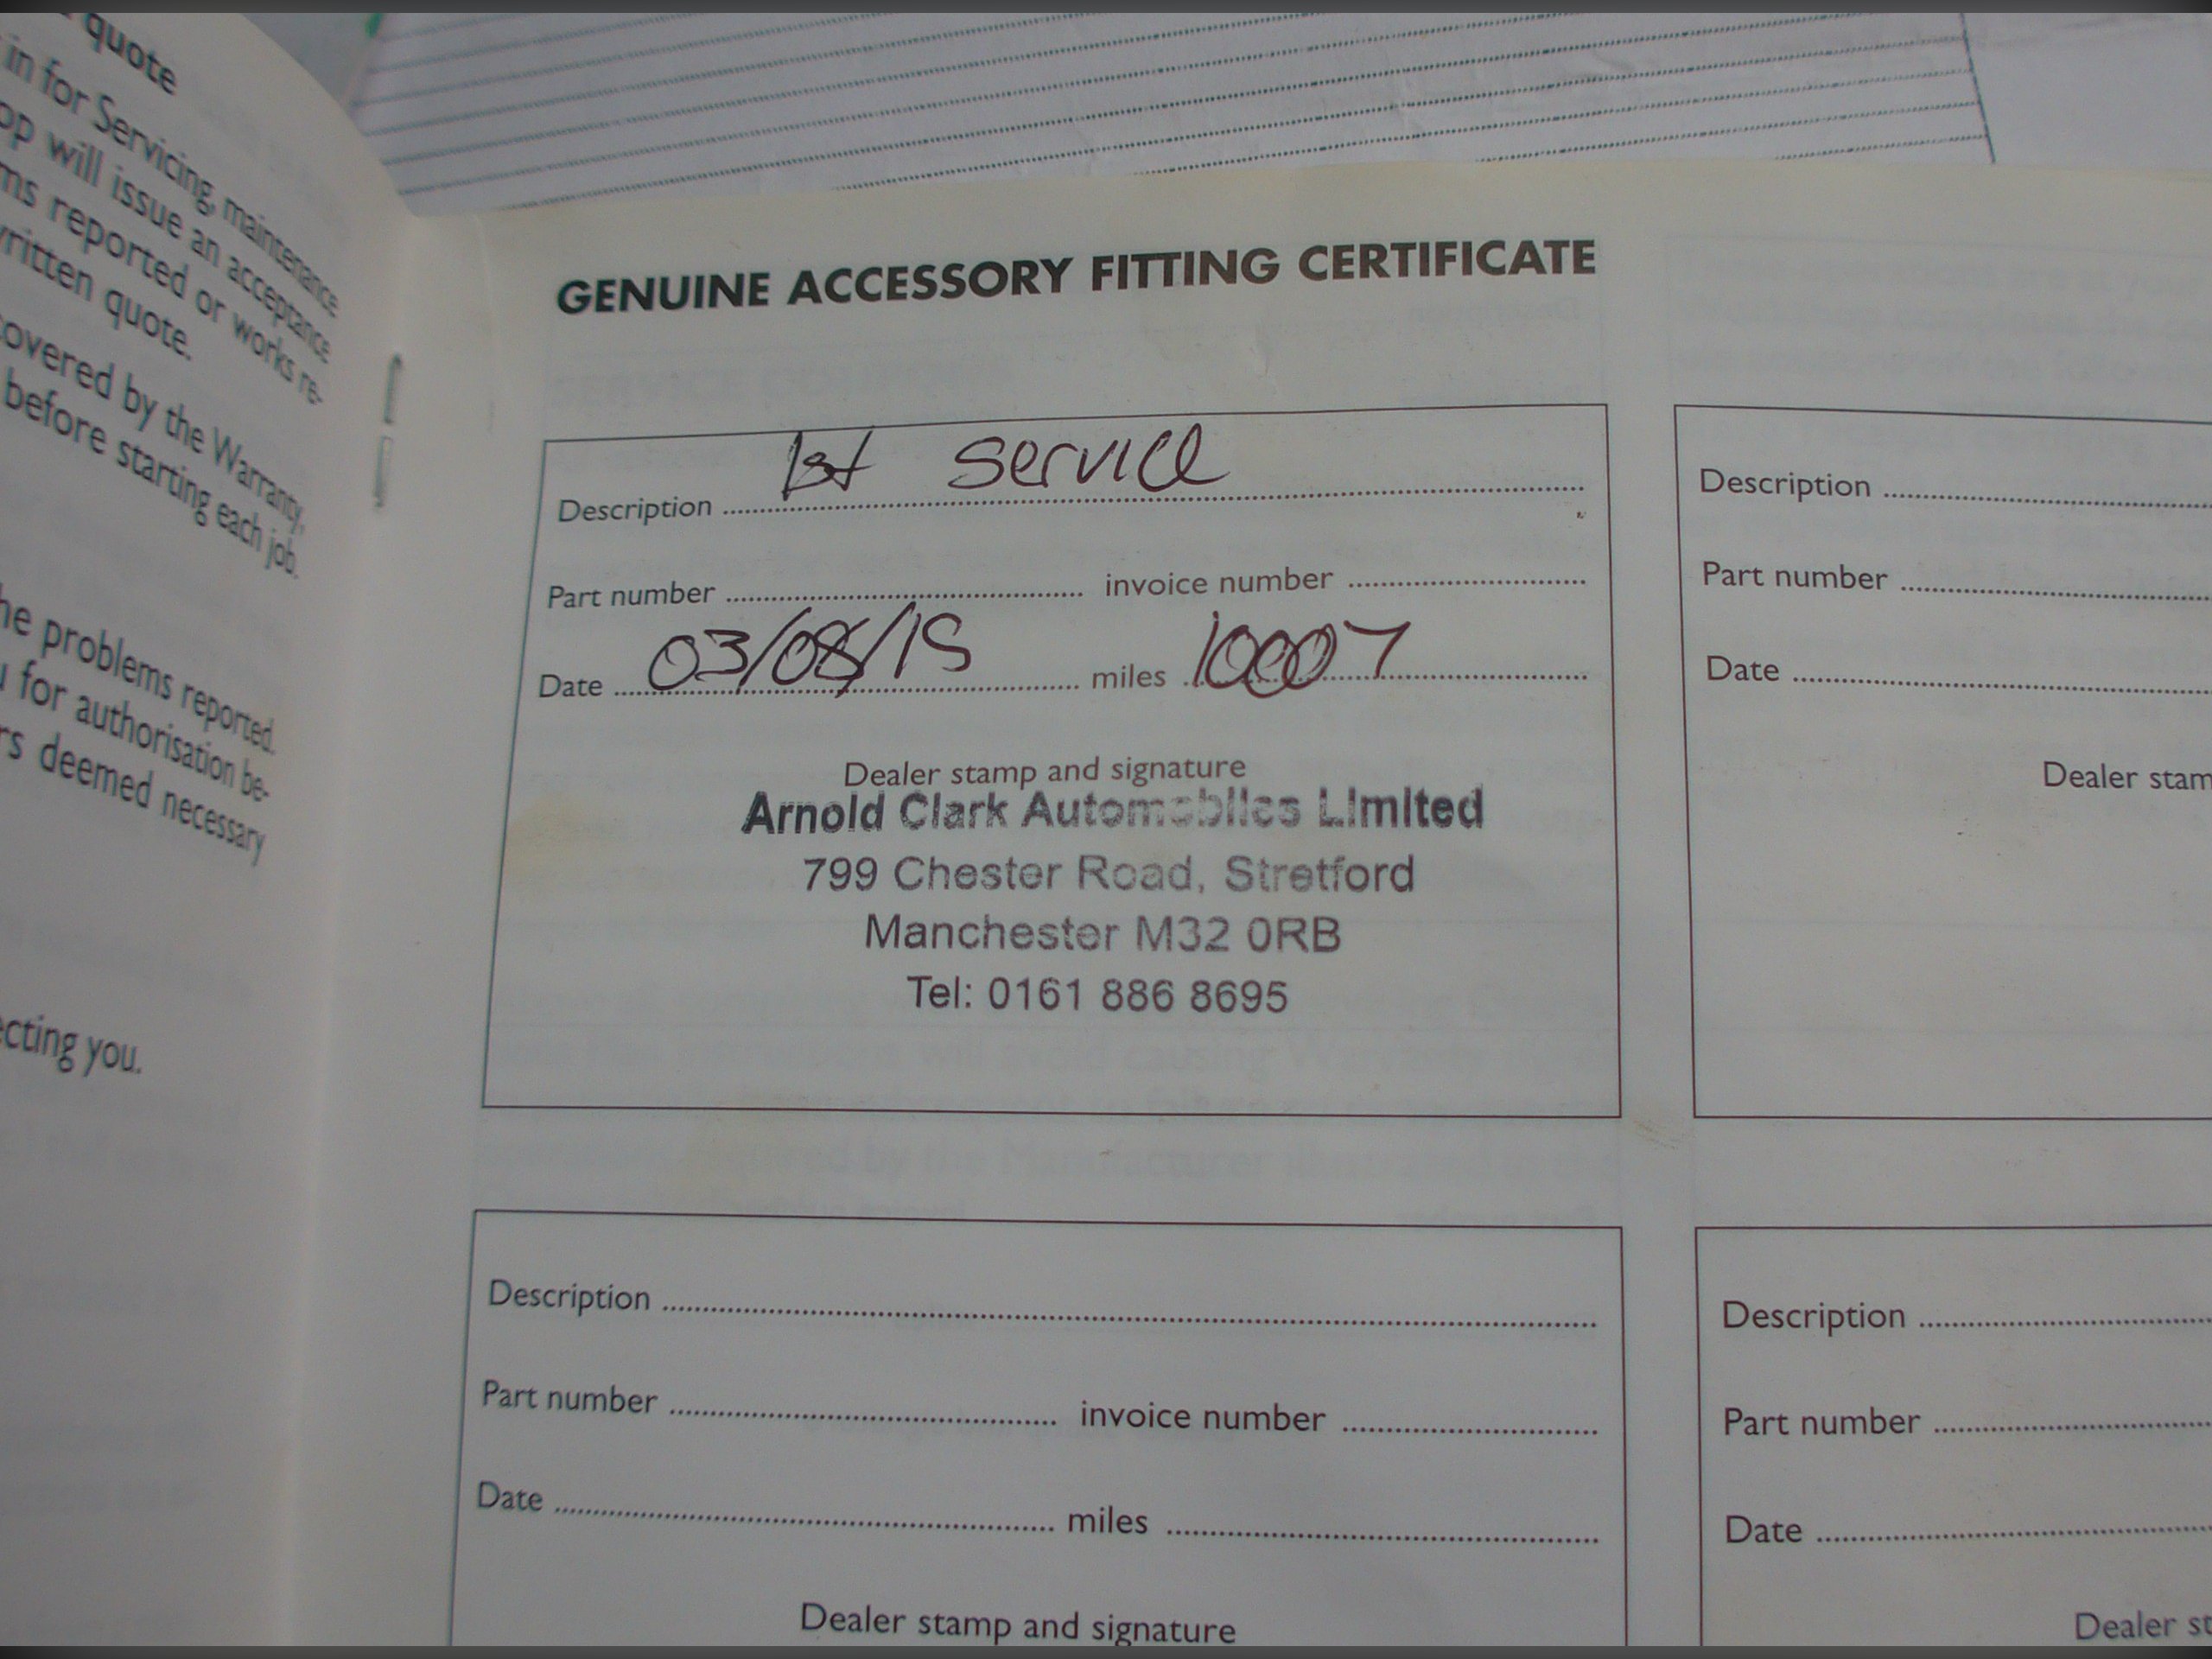 quote
in for Servicing, maintenance
op will issue an acceptance
ms reported or works re-
written quote.
covered by the Warranty,
before starting each job.
he problems reported.
u for authorisation be-
rs deemed necessary
ecting you.
GENUINE ACCESSORY FITTING CERTIFICATE
Description 1st service
Part number invoice number
Date 03/08/15 miles 10007
Dealer stamp and signature
Arnold Clark Automobiles Limited
799 Chester Road, Stretford
Manchester M32 0RB
Tel: 0161 886 8695
Description
Part number
Date
Dealer stam
Description
Part number invoice number
Date miles
Dealer stamp and signature
Description
Part number
Date
Dealer st